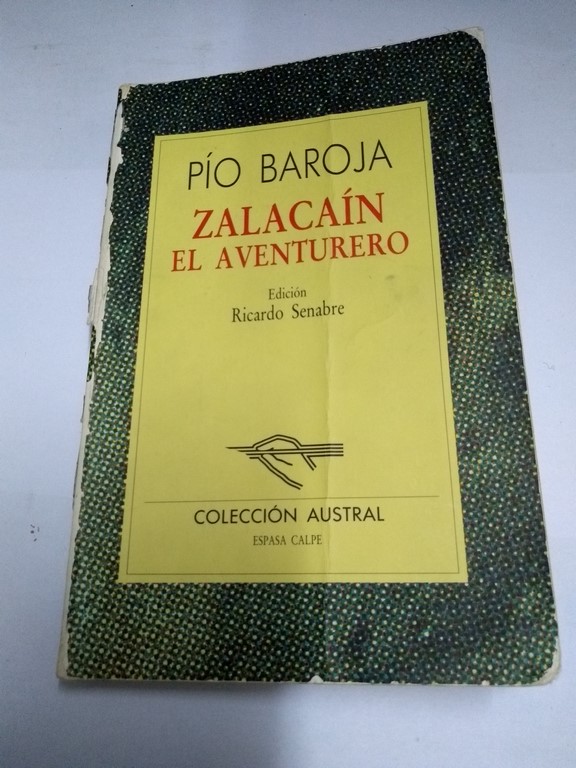 PÍO BAROJA
ZALACAÍN
EL AVENTURERO
Edición
Ricardo Senabre
COLECCIÓN AUSTRAL
ESPASA CALPE